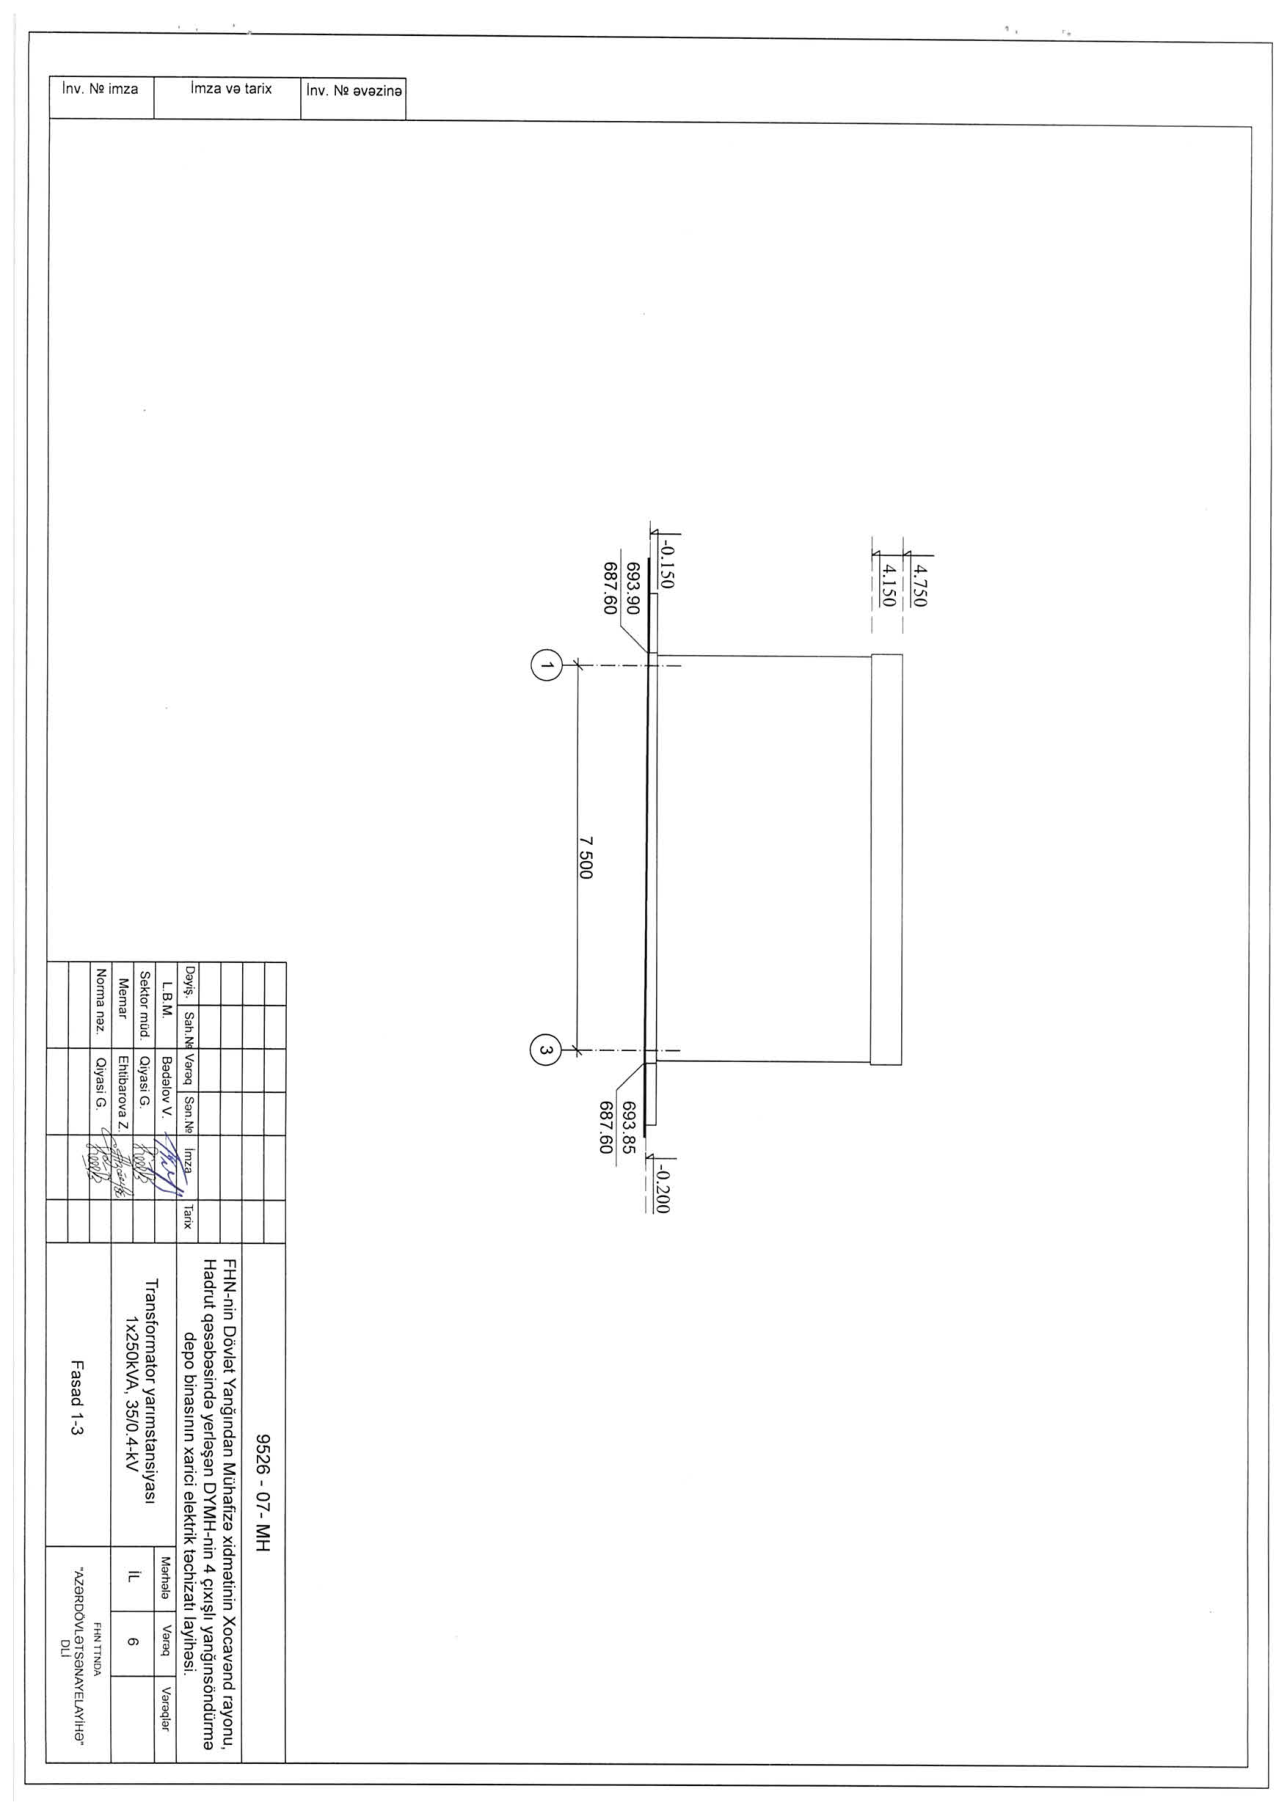 İnv. № imza
İmza və tarix
İnv. № əvəzinə
4.750
4.150
-0.150
693.90
687.60
1
7 500
3
693.85
687.60
-0.200
9526 - 07- MH
FHN-nin Dövlət Yanğından Mühafizə xidmətinin Xocavənd rayonu,
Hadrut qəsəbəsində yerləşən DYMH-nin 4 çıxışlı yanğınsöndürmə
depo binasının xarici elektrik təchizatı layihəsi.
Dəyiş. Sah.№ Vərəq Sən.№ İmza Tarix
L.B.M. Bədəlov V.
Sektor müd. Qiyasi G.
Memar Ehtibarova Z.
Norma nəz. Qiyasi G.
Transformator yarımstansiyası
1x250kVA, 35/0.4-kV
Mərhələ Vərəq Vərəqlər
İL 6
Fasad 1-3
FHN TTNDA
"AZƏRDÖVLƏTSƏNAYELAYİHƏ"
DLİ